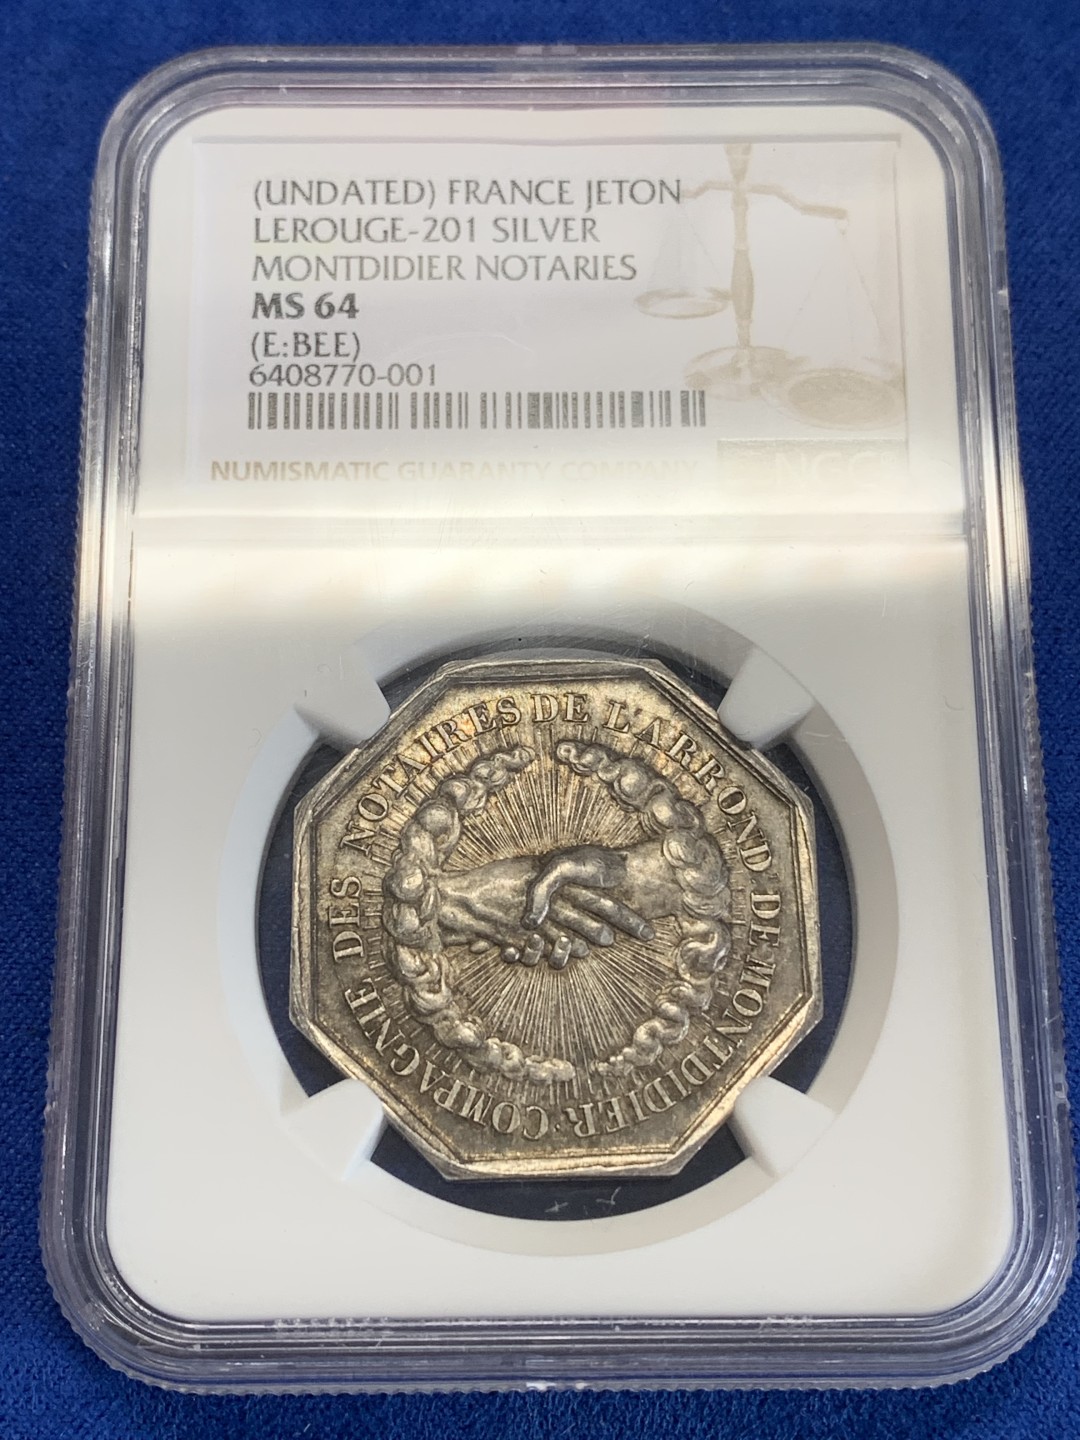 (UNDATED) FRANCE JETON
LEROUGE-201 SILVER
MONTDIDIER NOTARIES
MS 64
(E:BEE)
6408770-001
NUMISMATIC GUARANTY COMPANY
NGC
COMPAGNIE DES NOTAIRES DE L'ARROND.T DE MONTDIDIER.